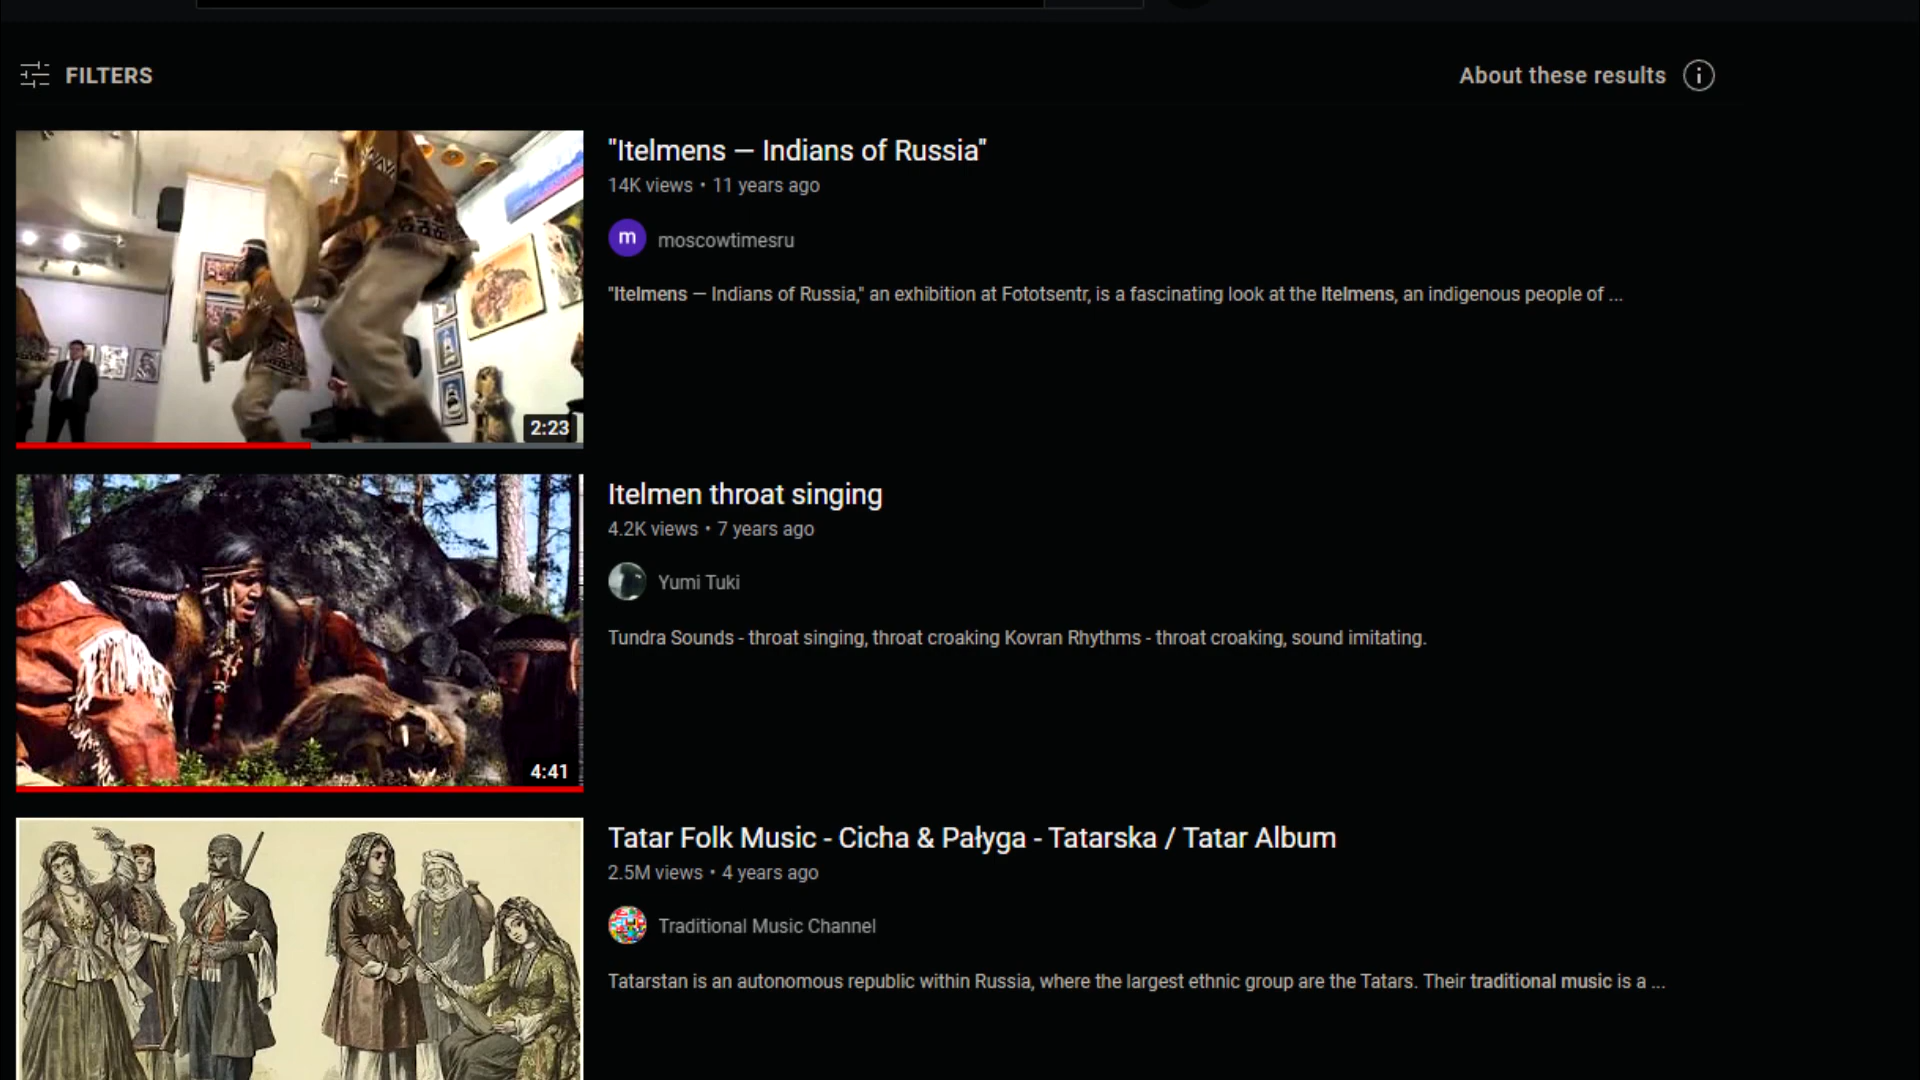 FILTERS
About these results
"Itelmens — Indians of Russia"
14K views • 11 years ago
m
moscowtimesru
"Itelmens — Indians of Russia," an exhibition at Fototsentr, is a fascinating look at the Itelmens, an indigenous people of ...
2:23
Itelmen throat singing
4.2K views • 7 years ago
Yumi Tuki
Tundra Sounds - throat singing, throat croaking Kovran Rhythms - throat croaking, sound imitating.
4:41
Tatar Folk Music - Cicha & Pałyga - Tatarska / Tatar Album
2.5M views • 4 years ago
Traditional Music Channel
Tatarstan is an autonomous republic within Russia, where the largest ethnic group are the Tatars. Their traditional music is a ...